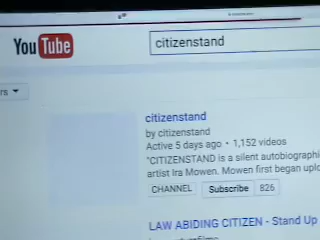 YouTube citizenstand
rs
citizenstand
by citizenstand
Active 5 days ago • 1,152 videos
"CITIZENSTAND is a silent autobiographi
artist Ira Mowen. Mowen first began uplo
CHANNEL Subscribe 826
LAW ABIDING CITIZEN - Stand Up